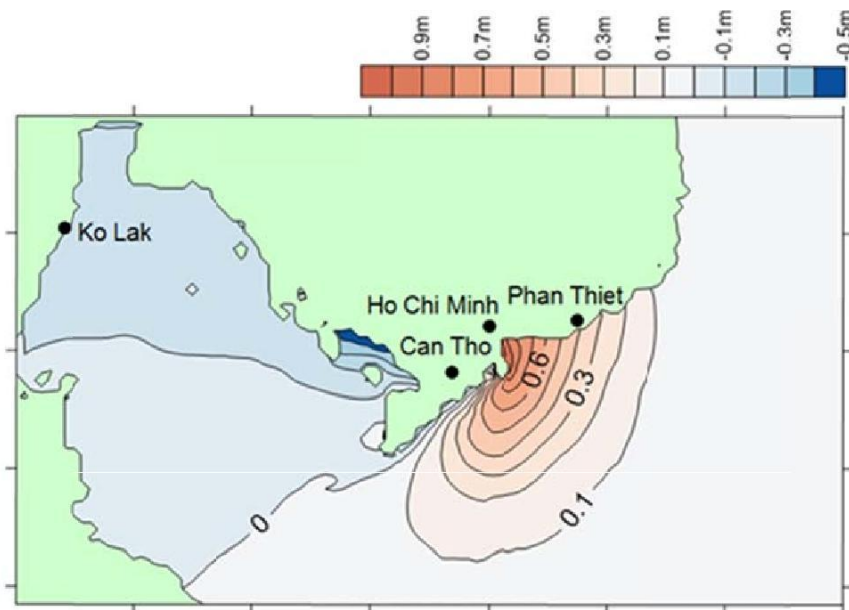 0.9m
0.7m
0.5m
0.3m
0.1m
-0.1m
-0.3m
-0.5m
Ko Lak
Ho Chi Minh
Phan Thiet
Can Tho
0.6
0.3
0.1
0